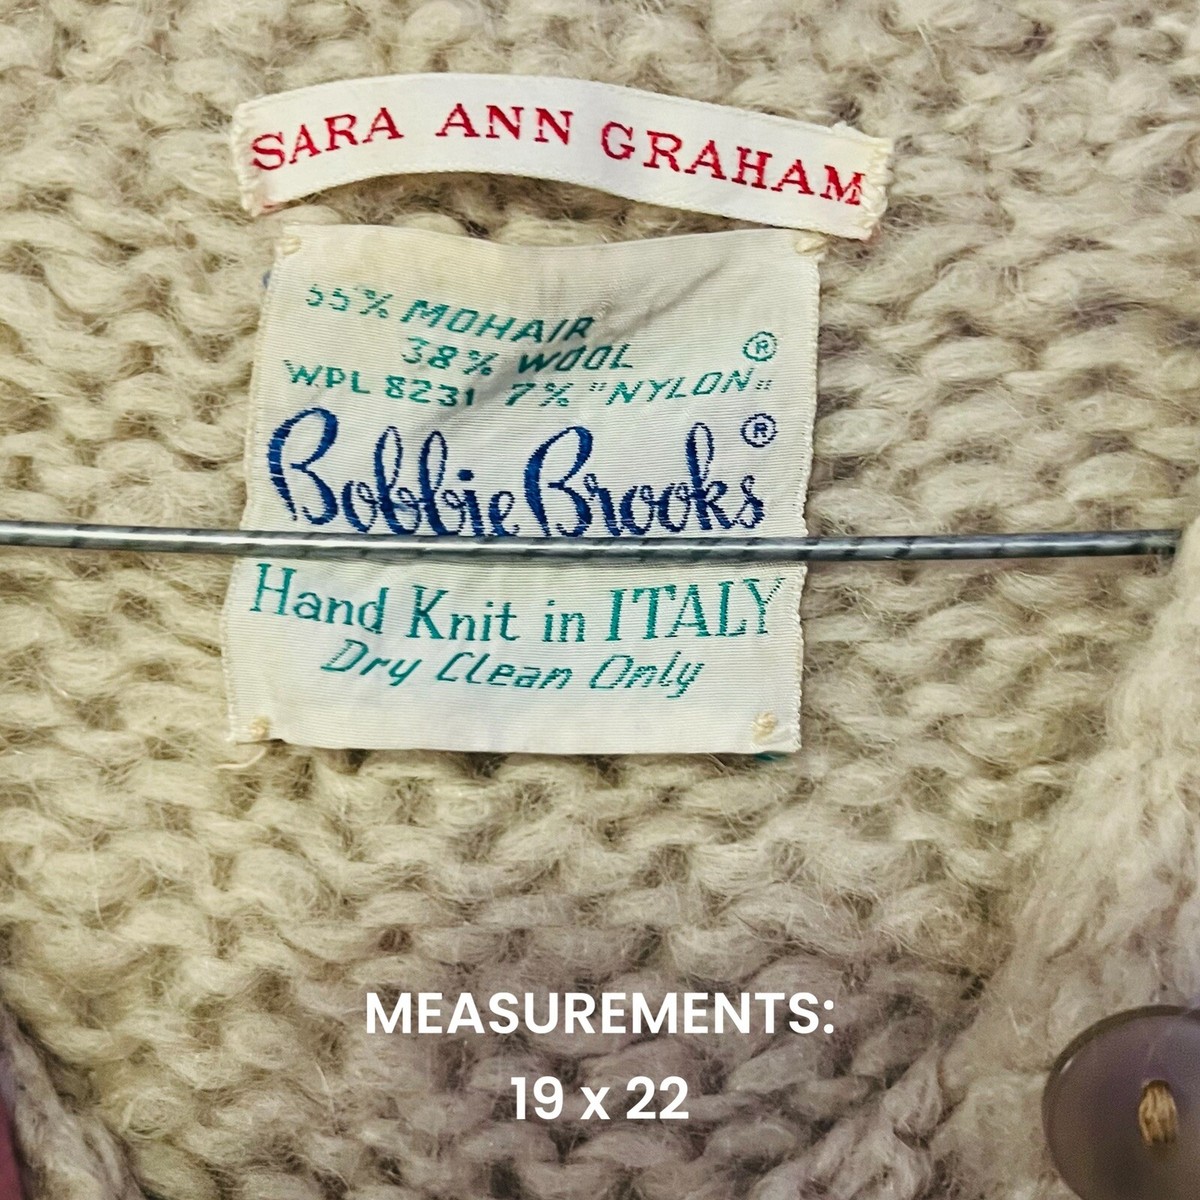 SARA ANN GRAHAM
55% MOHAIR
38% WOOL ®
WPL 8231 7% "NYLON"
Bobbie Brooks ®
Hand Knit in ITALY
Dry Clean Only
MEASUREMENTS:
19 x 22